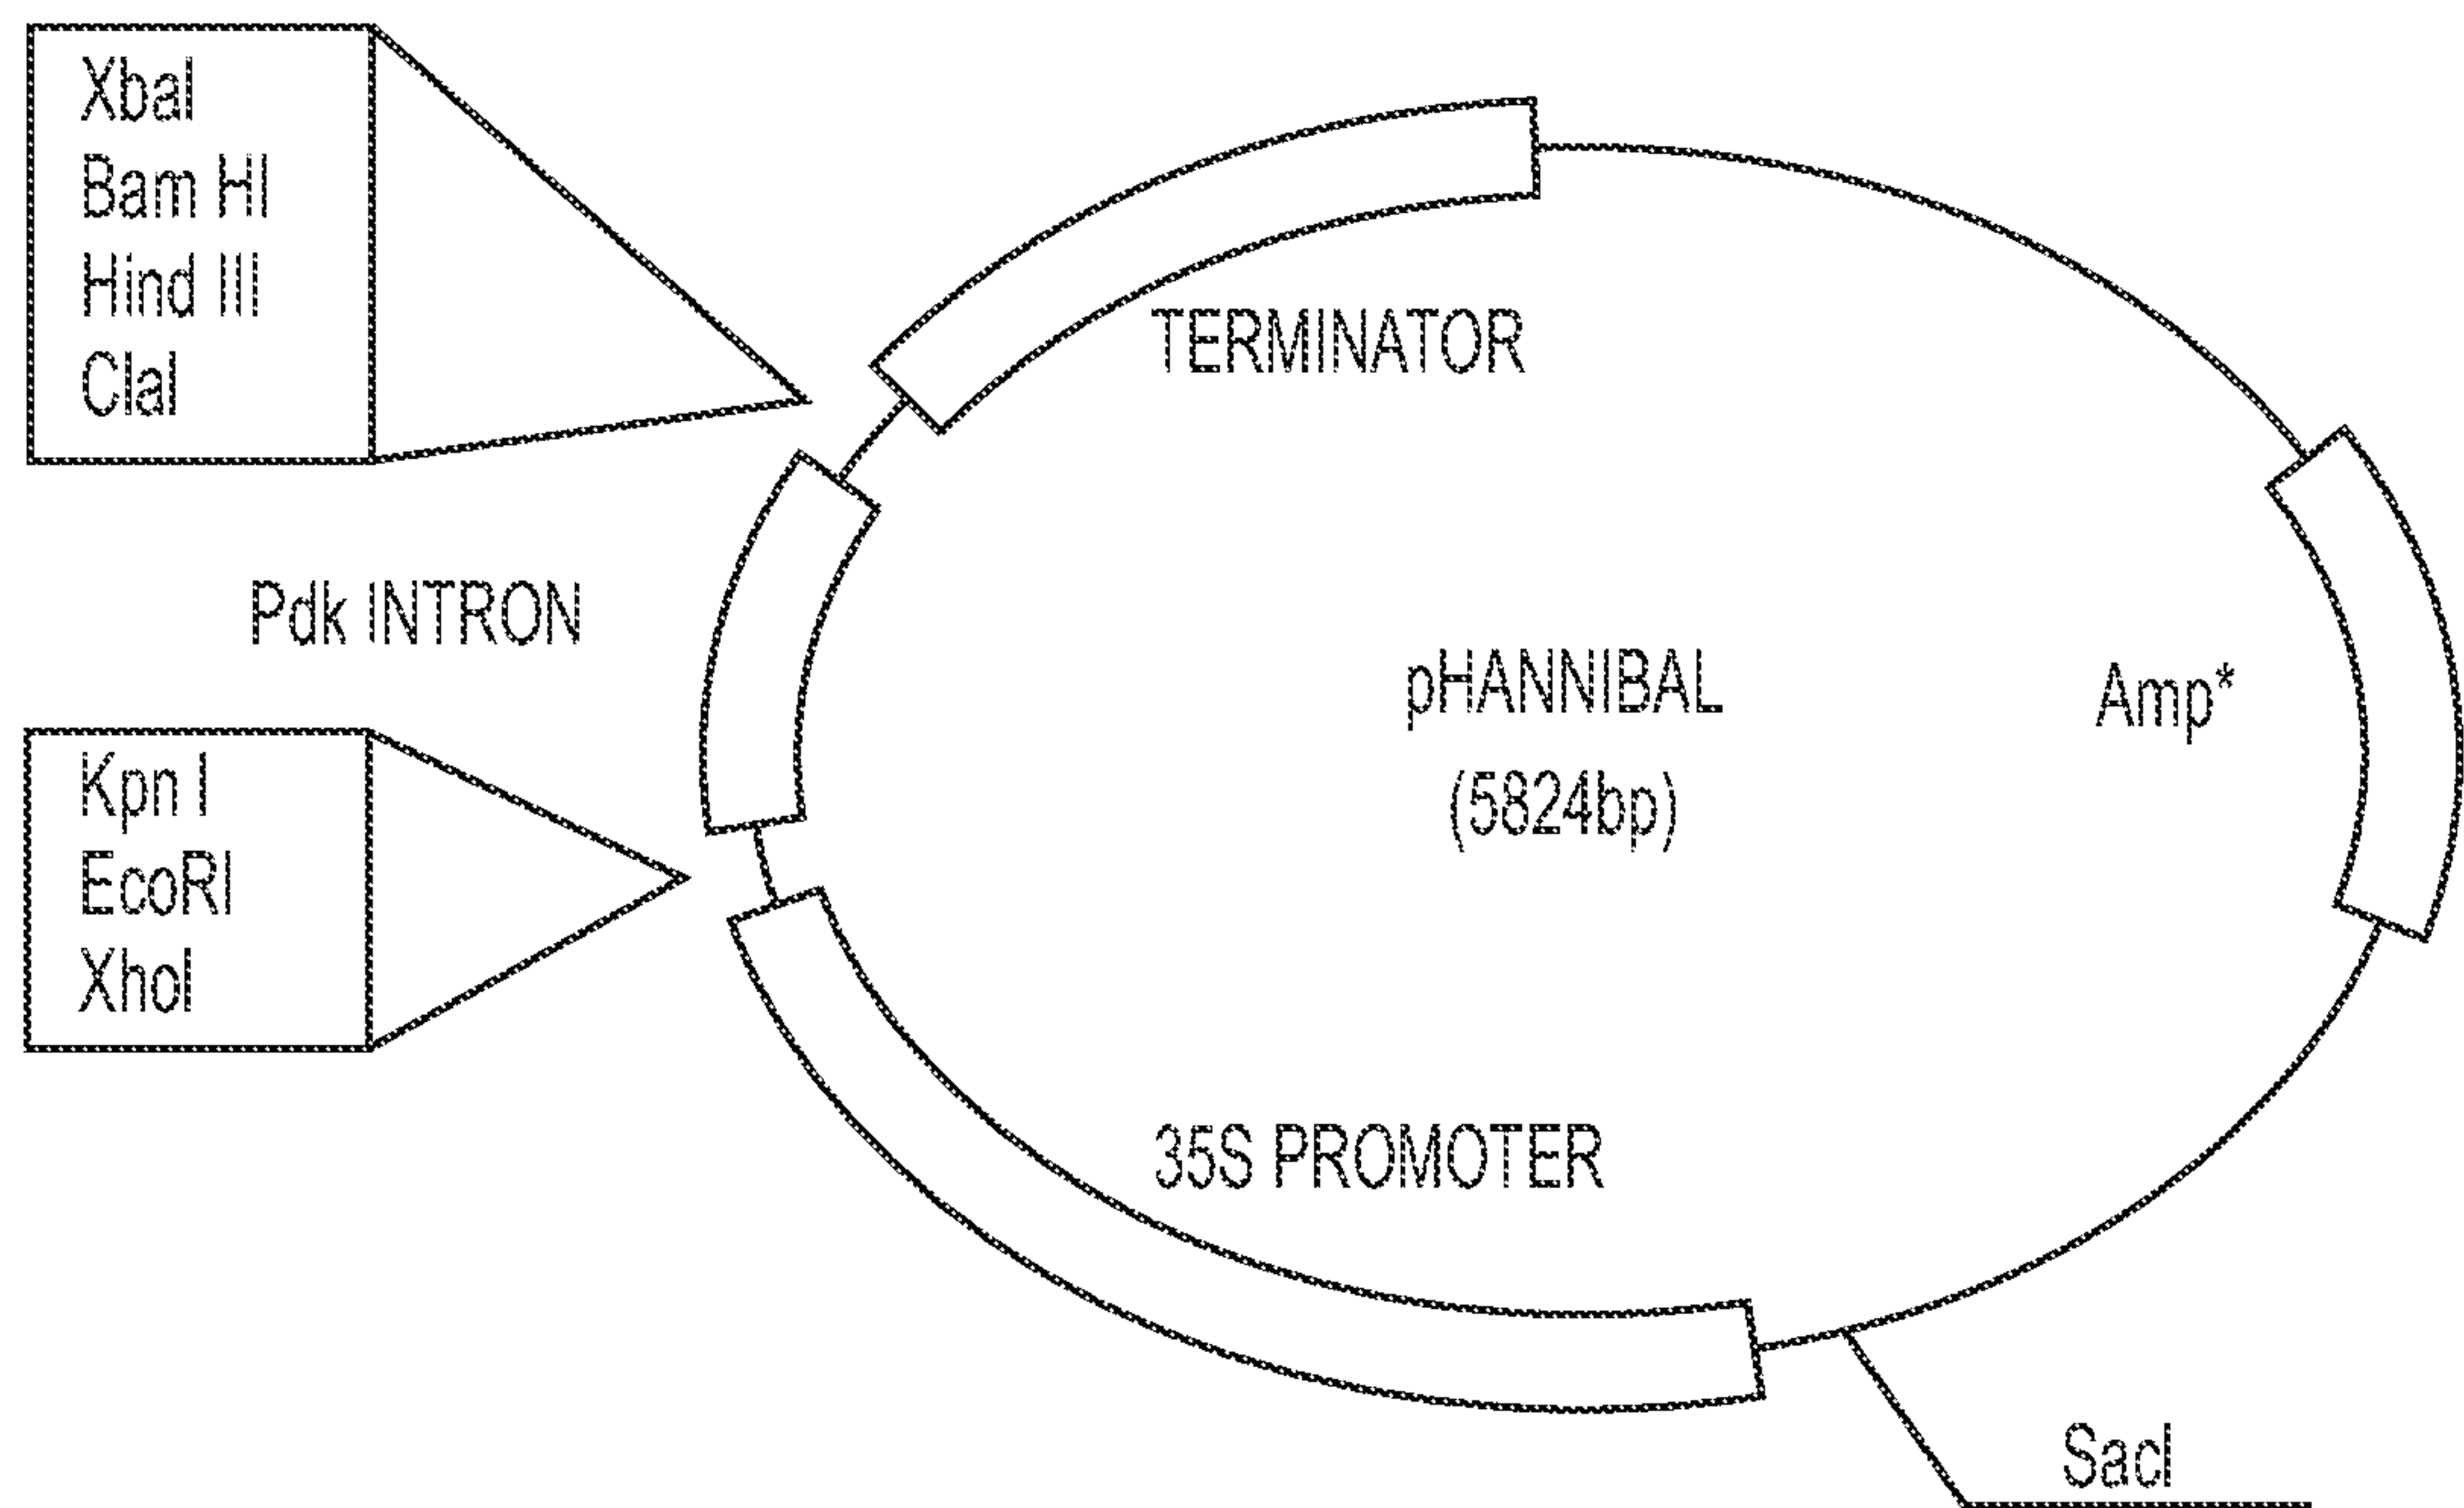 XbaI
Bam HI
Hind III
ClaI
TERMINATOR
Pdk INTRON
pHANNIBAL
(5824bp)
Amp*
Kpn I
EcoRI
XhoI
35S PROMOTER
SacI